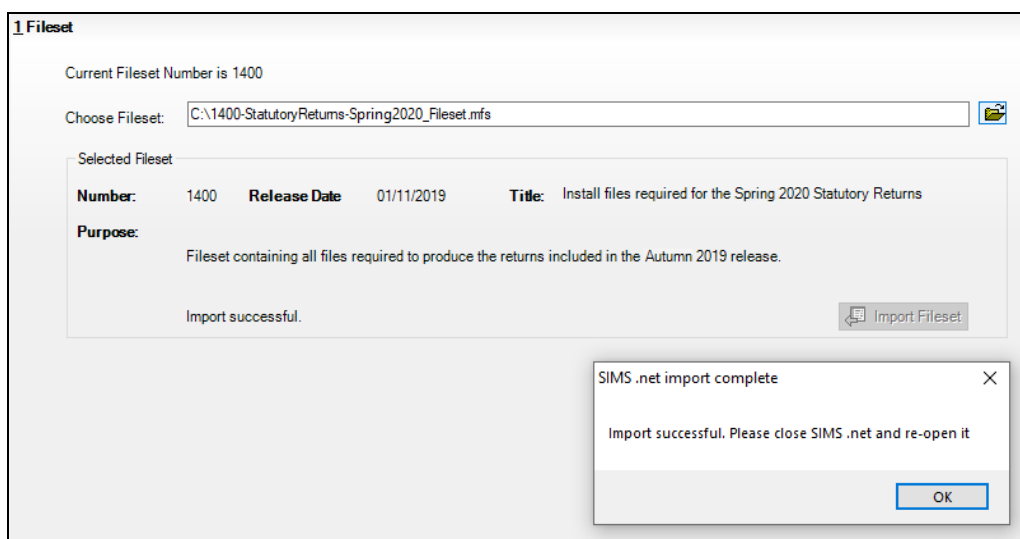 1 Fileset
Current Fileset Number is 1400
Choose Fileset: C:\1400-StatutoryReturns-Spring2020_Fileset.mfs
Selected Fileset
Number: 1400 Release Date 01/11/2019 Title: Install files required for the Spring 2020 Statutory Returns
Purpose:
Fileset containing all files required to produce the returns included in the Autumn 2019 release.
Import successful. Import Fileset
SIMS .net import complete
Import successful. Please close SIMS .net and re-open it
OK